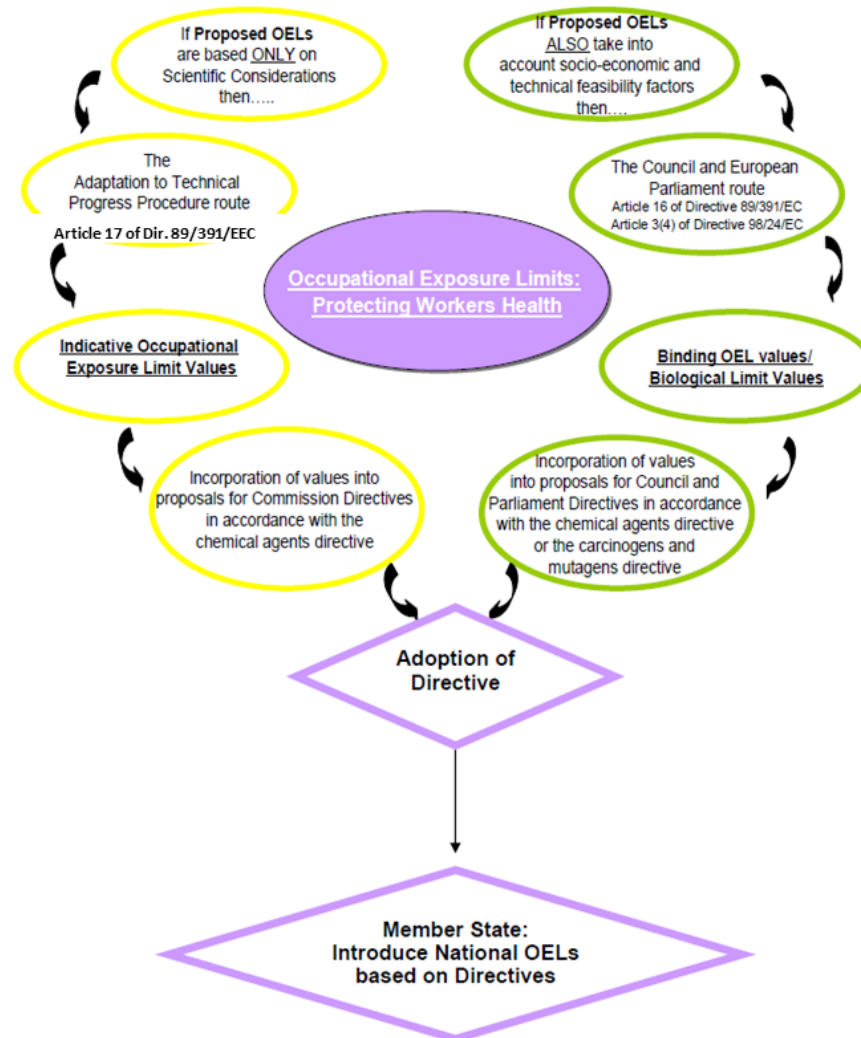 If Proposed OELs
are based ONLY on
Scientific Considerations
then…..
If Proposed OELs
ALSO take into
account socio-economic and
technical feasibility factors
then….
The
Adaptation to Technical
Progress Procedure route
Article 17 of Dir. 89/391/EEC
The Council and European
Parliament route
Article 16 of Directive 89/391/EC
Article 3(4) of Directive 98/24/EC
Occupational Exposure Limits:
Protecting Workers Health
Indicative Occupational
Exposure Limit Values
Binding OEL values/
Biological Limit Values
Incorporation of values into
proposals for Commission Directives
in accordance with the
chemical agents directive
Incorporation of values
into proposals for Council and
Parliament Directives in accordance
with the chemical agents directive
or the carcinogens and
mutagens directive
Adoption of
Directive
Member State:
Introduce National OELs
based on Directives